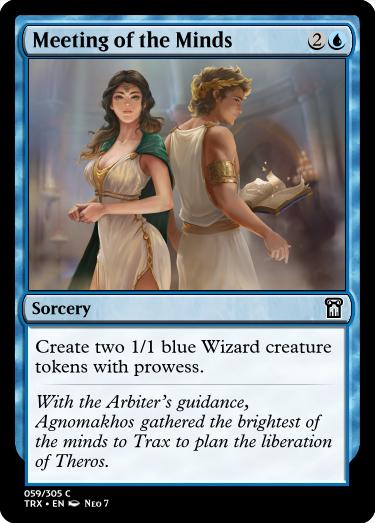 Meeting of the Minds 2
Sorcery
Create two 1/1 blue Wizard creature
tokens with prowess.
With the Arbiter's guidance,
Agnomakhos gathered the brightest of
the minds to Trax to plan the liberation
of Theros.
059/305 C
TRX • EN Neo 7